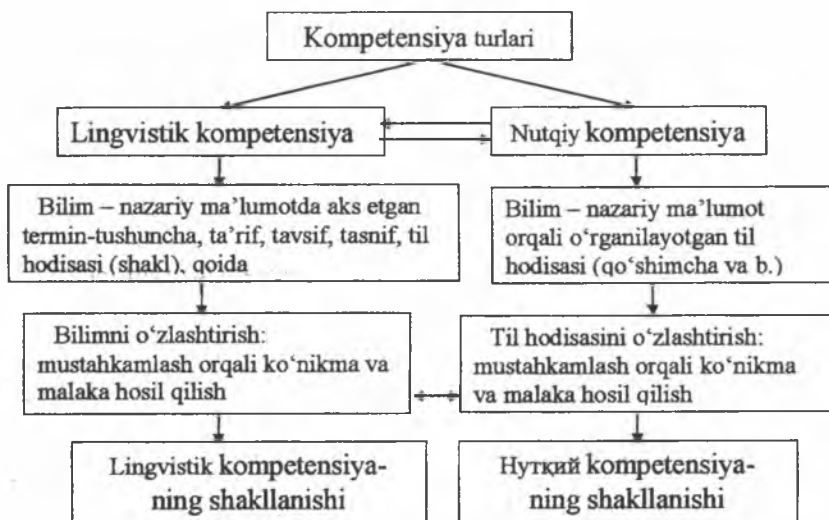 Kompetensiya turlari
Lingvistik kompetensiya
Nutqiy kompetensiya
Bilim – nazariy ma’lumotda aks etgan
termin-tushuncha, ta’rif, tavsif, tasnif, til
hodisasi (shakl), qoida
Bilim – nazariy ma’lumot
orqali o‘rganilayotgan til
hodisasi (qo‘shimcha va b.)
Bilimni o‘zlashtirish:
mustahkamlash orqali ko‘nikma va
malaka hosil qilish
Til hodisasini o‘zlashtirish:
mustahkamlash orqali ko‘nikma
va malaka hosil qilish
Lingvistik kompetensiya-
ning shakllanishi
Нутқий kompetensiya-
ning shakllanishi